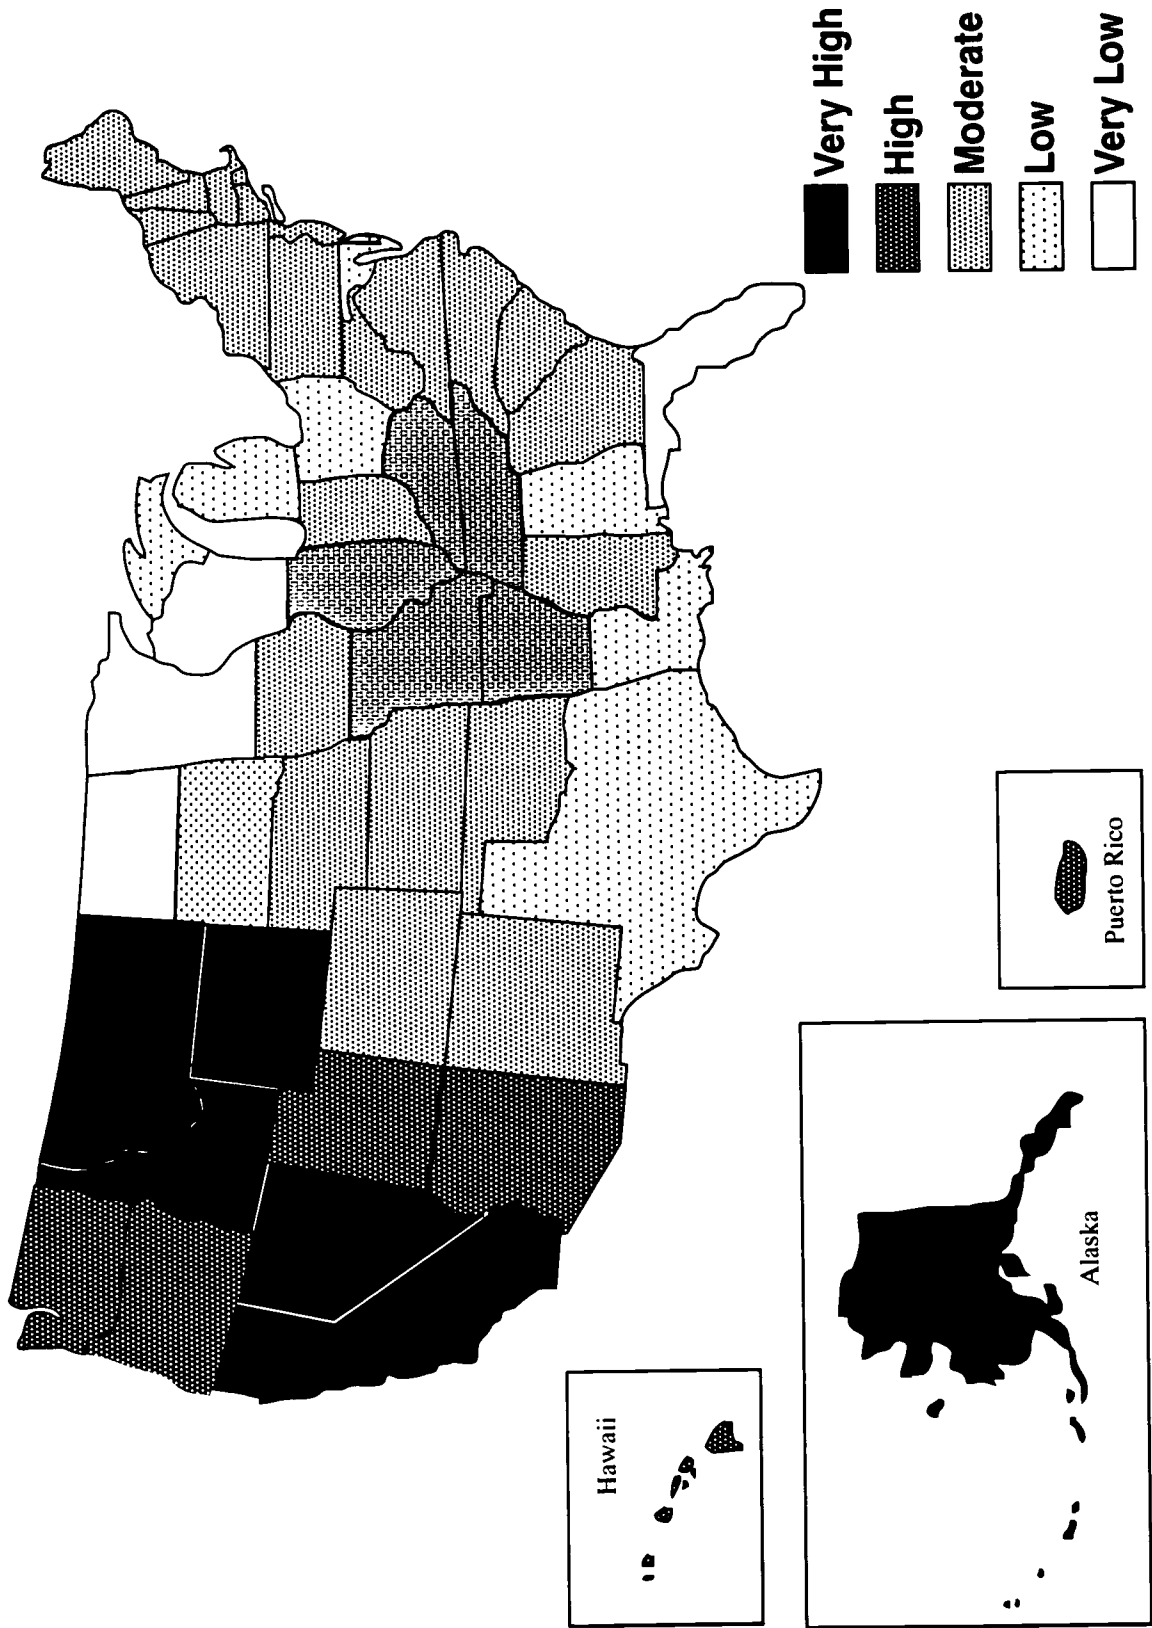 Very High
High
Moderate
Low
Very Low
Hawaii
Alaska
Puerto Rico